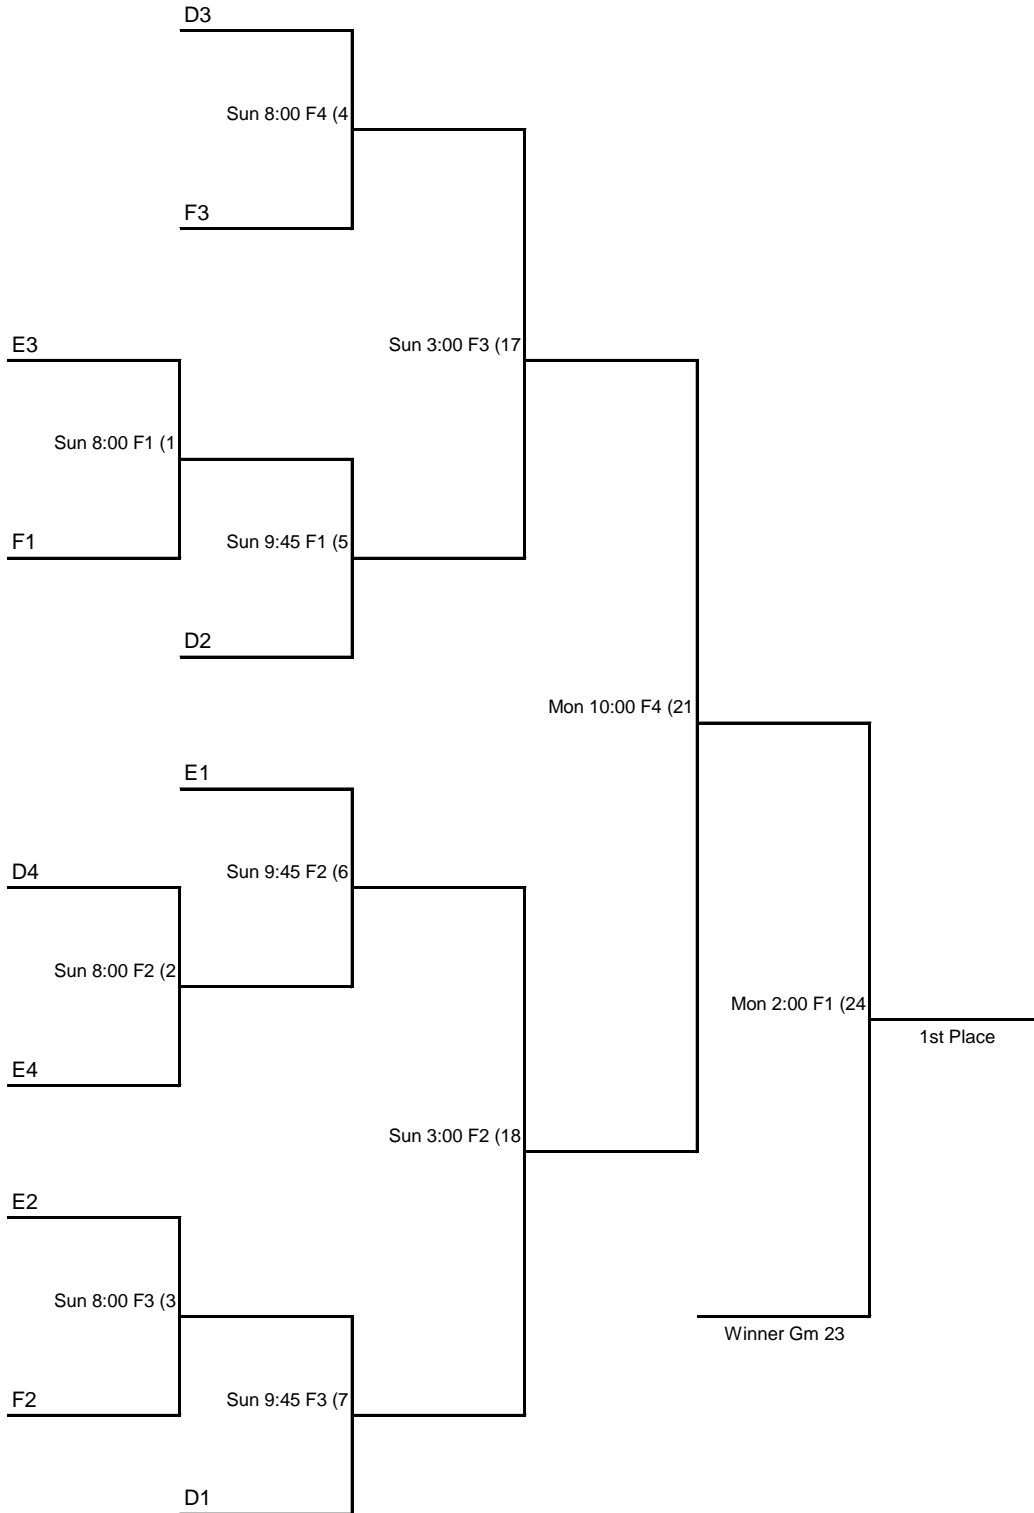 D3
Sun 8:00 F4 (4
F3
E3
Sun 3:00 F3 (17
Sun 8:00 F1 (1
F1
Sun 9:45 F1 (5
D2
Mon 10:00 F4 (21
E1
D4
Sun 9:45 F2 (6
Sun 8:00 F2 (2
Mon 2:00 F1 (24
1st Place
E4
Sun 3:00 F2 (18
E2
Sun 8:00 F3 (3
Winner Gm 23
F2
Sun 9:45 F3 (7
D1